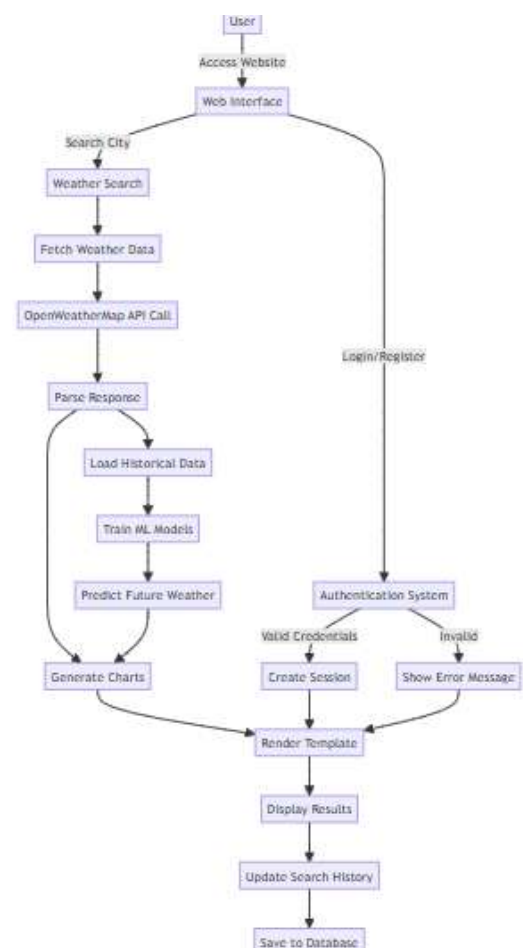 User
Access Website
Web Interface
Search City
Weather Search
Fetch Weather Data
OpenWeatherMap API Call
Login/Register
Parse Response
Load Historical Data
Train ML Models
Predict Future Weather
Authentication System
Valid Credentials
Invalid
Generate Charts
Create Session
Show Error Message
Render Template
Display Results
Update Search History
Save to Database